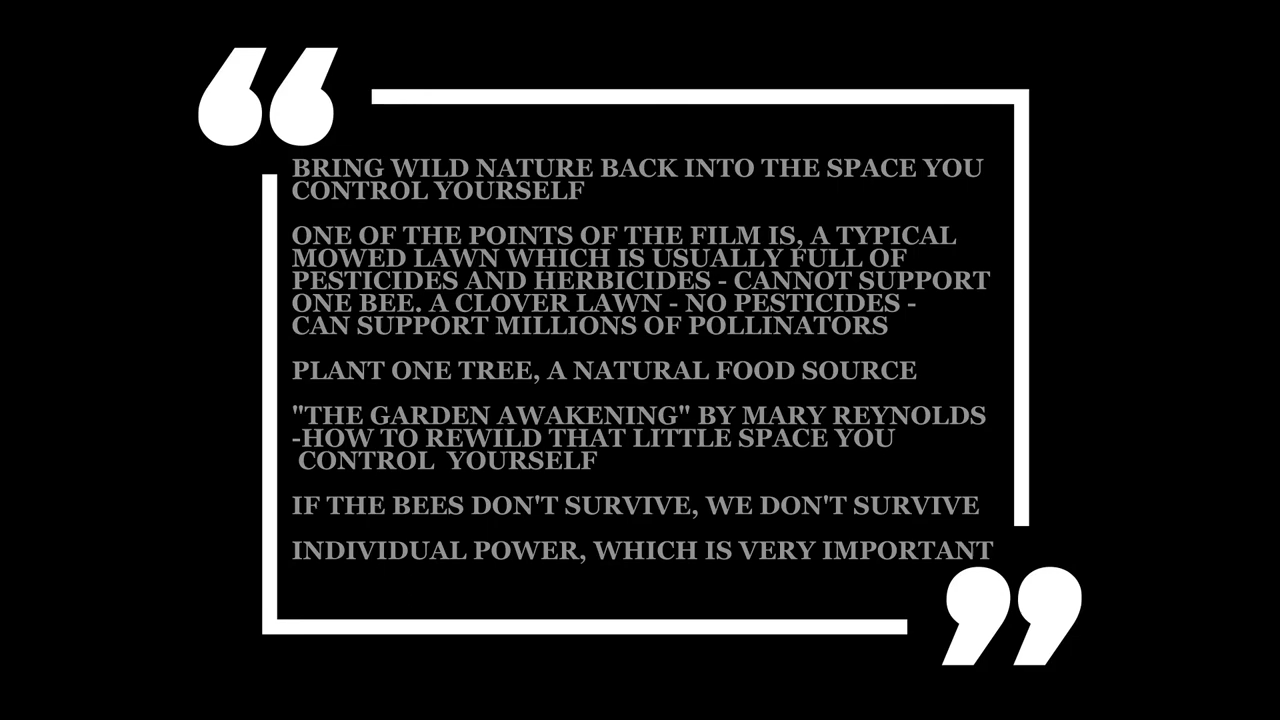 BRING WILD NATURE BACK INTO THE SPACE YOU
CONTROL YOURSELF
ONE OF THE POINTS OF THE FILM IS, A TYPICAL
MOWED LAWN WHICH IS USUALLY FULL OF
PESTICIDES AND HERBICIDES - CANNOT SUPPORT
ONE BEE. A CLOVER LAWN - NO PESTICIDES -
CAN SUPPORT MILLIONS OF POLLINATORS
PLANT ONE TREE, A NATURAL FOOD SOURCE
"THE GARDEN AWAKENING" BY MARY REYNOLDS
-HOW TO REWILD THAT LITTLE SPACE YOU
CONTROL YOURSELF
IF THE BEES DON'T SURVIVE, WE DON'T SURVIVE
INDIVIDUAL POWER, WHICH IS VERY IMPORTANT